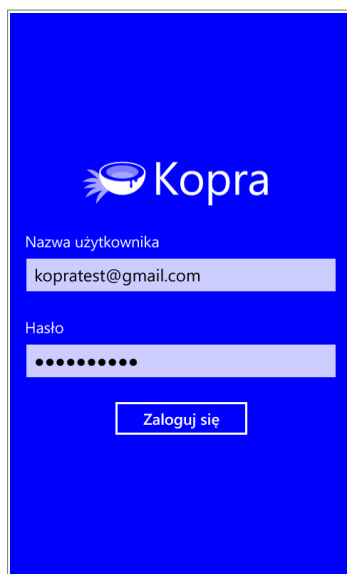 Kopra
Nazwa użytkownika
kopratest@gmail.com
Hasło
●●●●●●●●●●
Zaloguj się